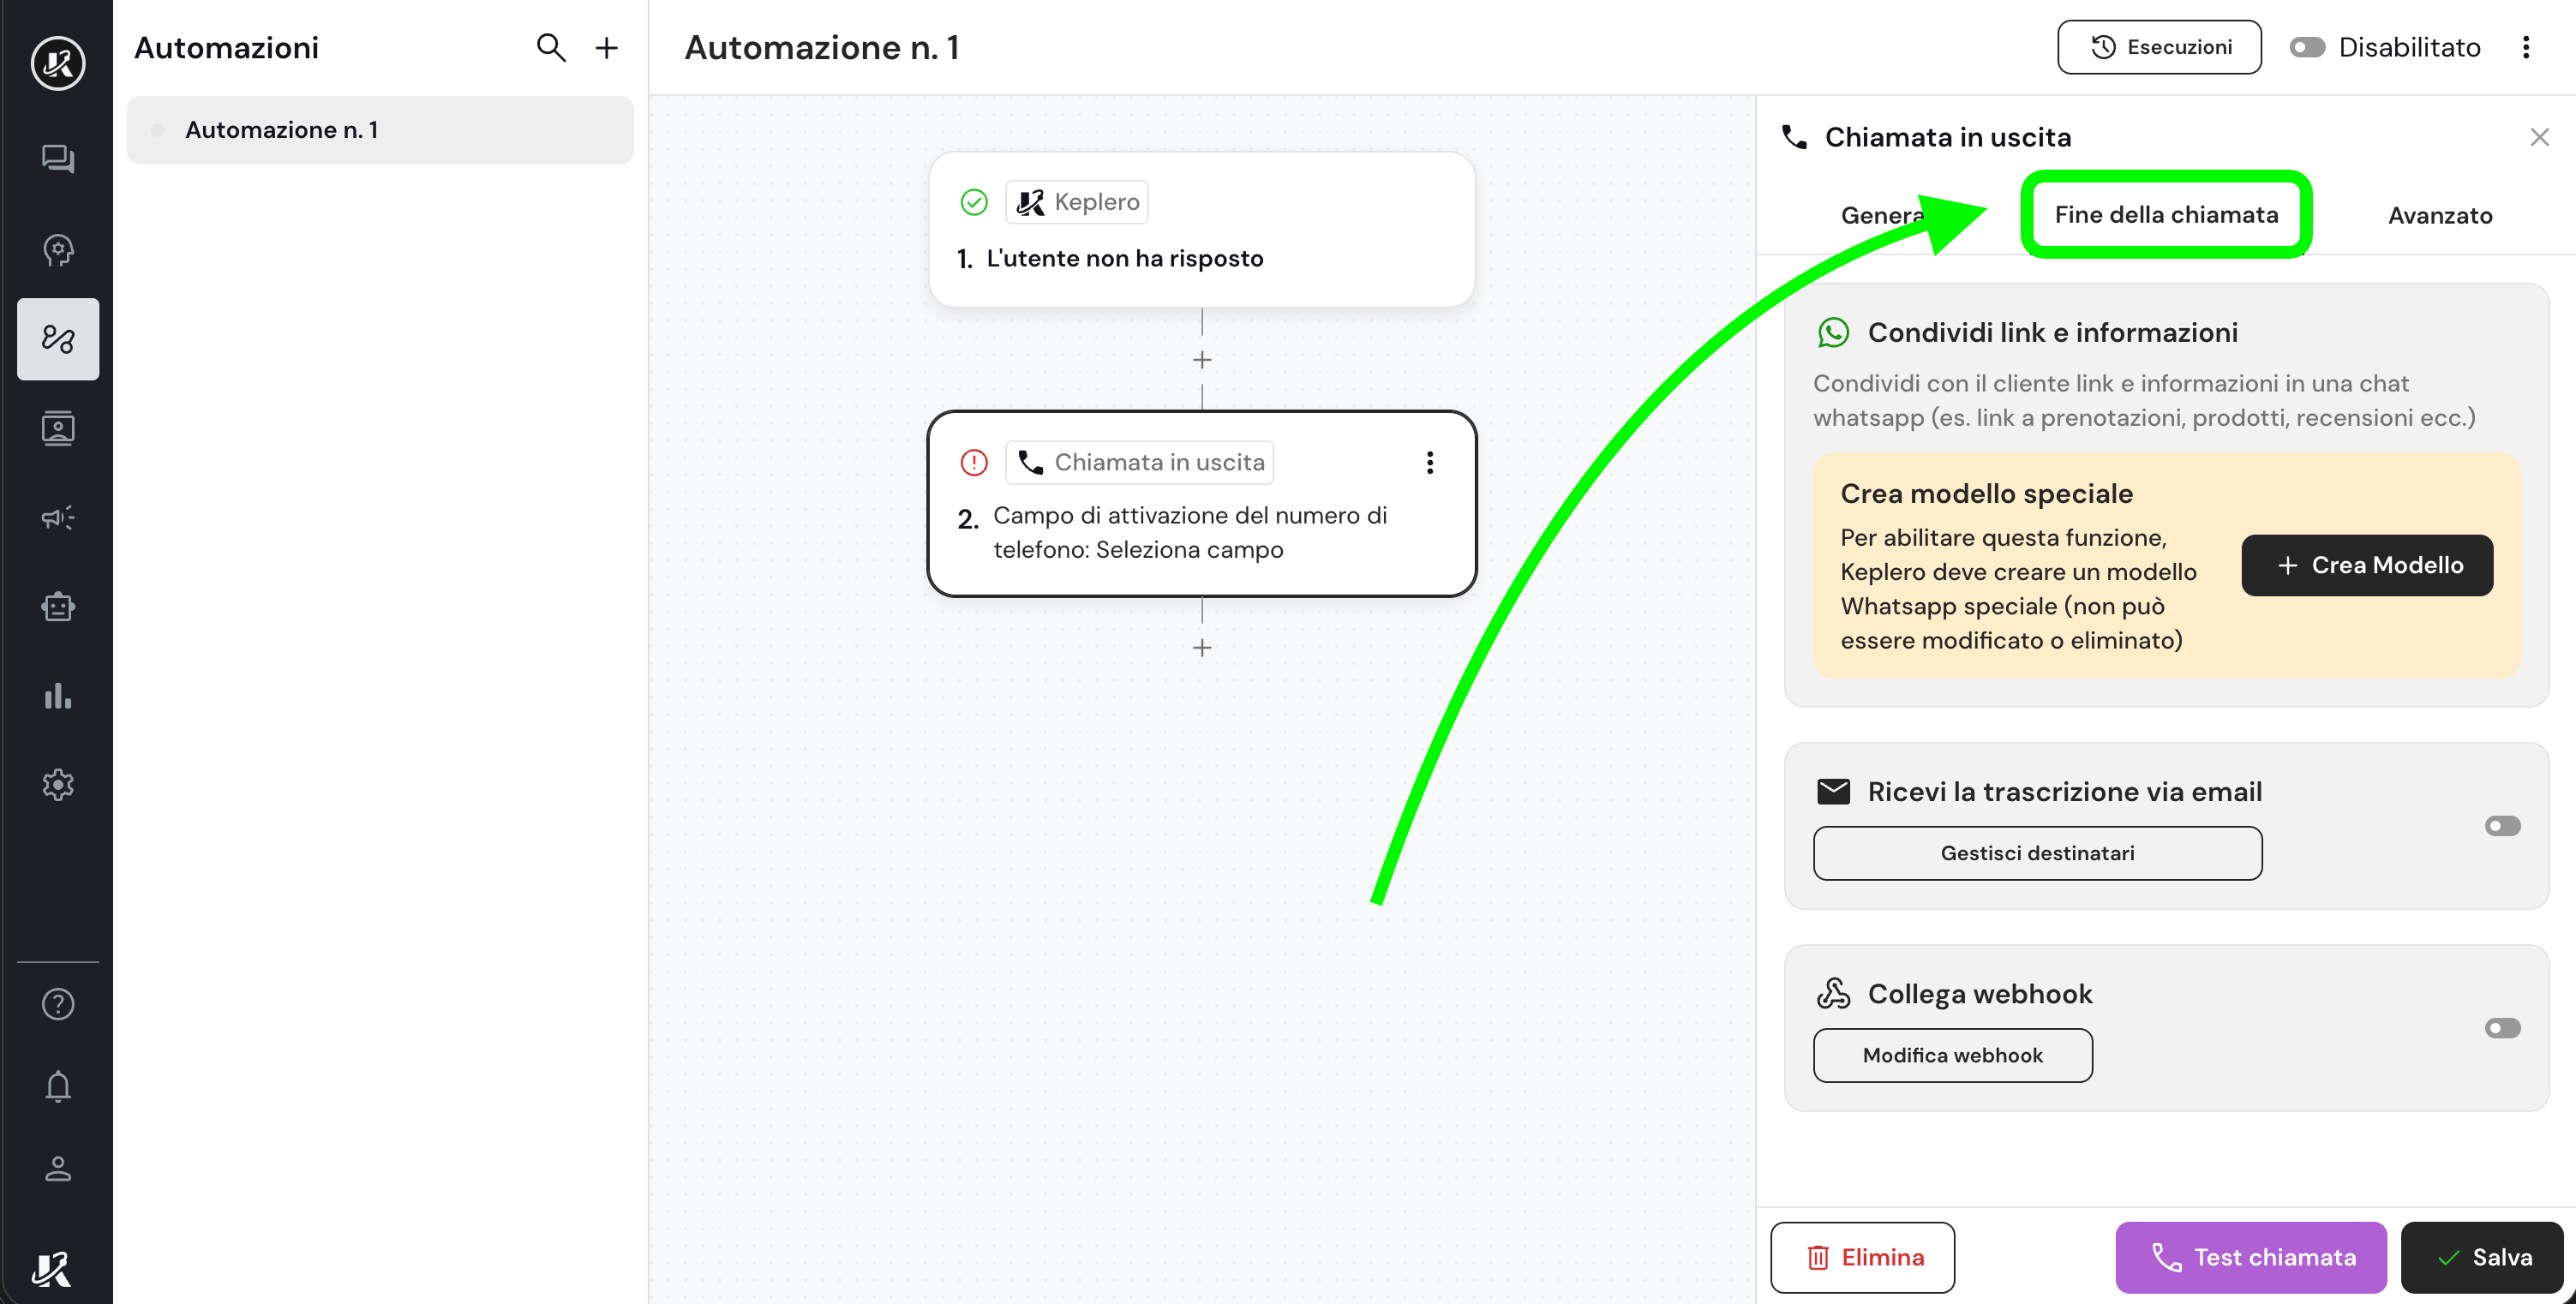 Automazioni
Automazione n. 1
Automazione n. 1
Esecuzioni
Disabilitato
Keplero
1. L'utente non ha risposto
Chiamata in uscita
2. Campo di attivazione del numero di
telefono: Seleziona campo
Chiamata in uscita
Genera
Fine della chiamata
Avanzato
Condividi link e informazioni
Condividi con il cliente link e informazioni in una chat
whatsapp (es. link a prenotazioni, prodotti, recensioni ecc.)
Crea modello speciale
Per abilitare questa funzione,
Keplero deve creare un modello
Whatsapp speciale (non può
essere modificato o eliminato)
+ Crea Modello
Ricevi la trascrizione via email
Gestisci destinatari
Collega webhook
Modifica webhook
Elimina
Test chiamata
Salva